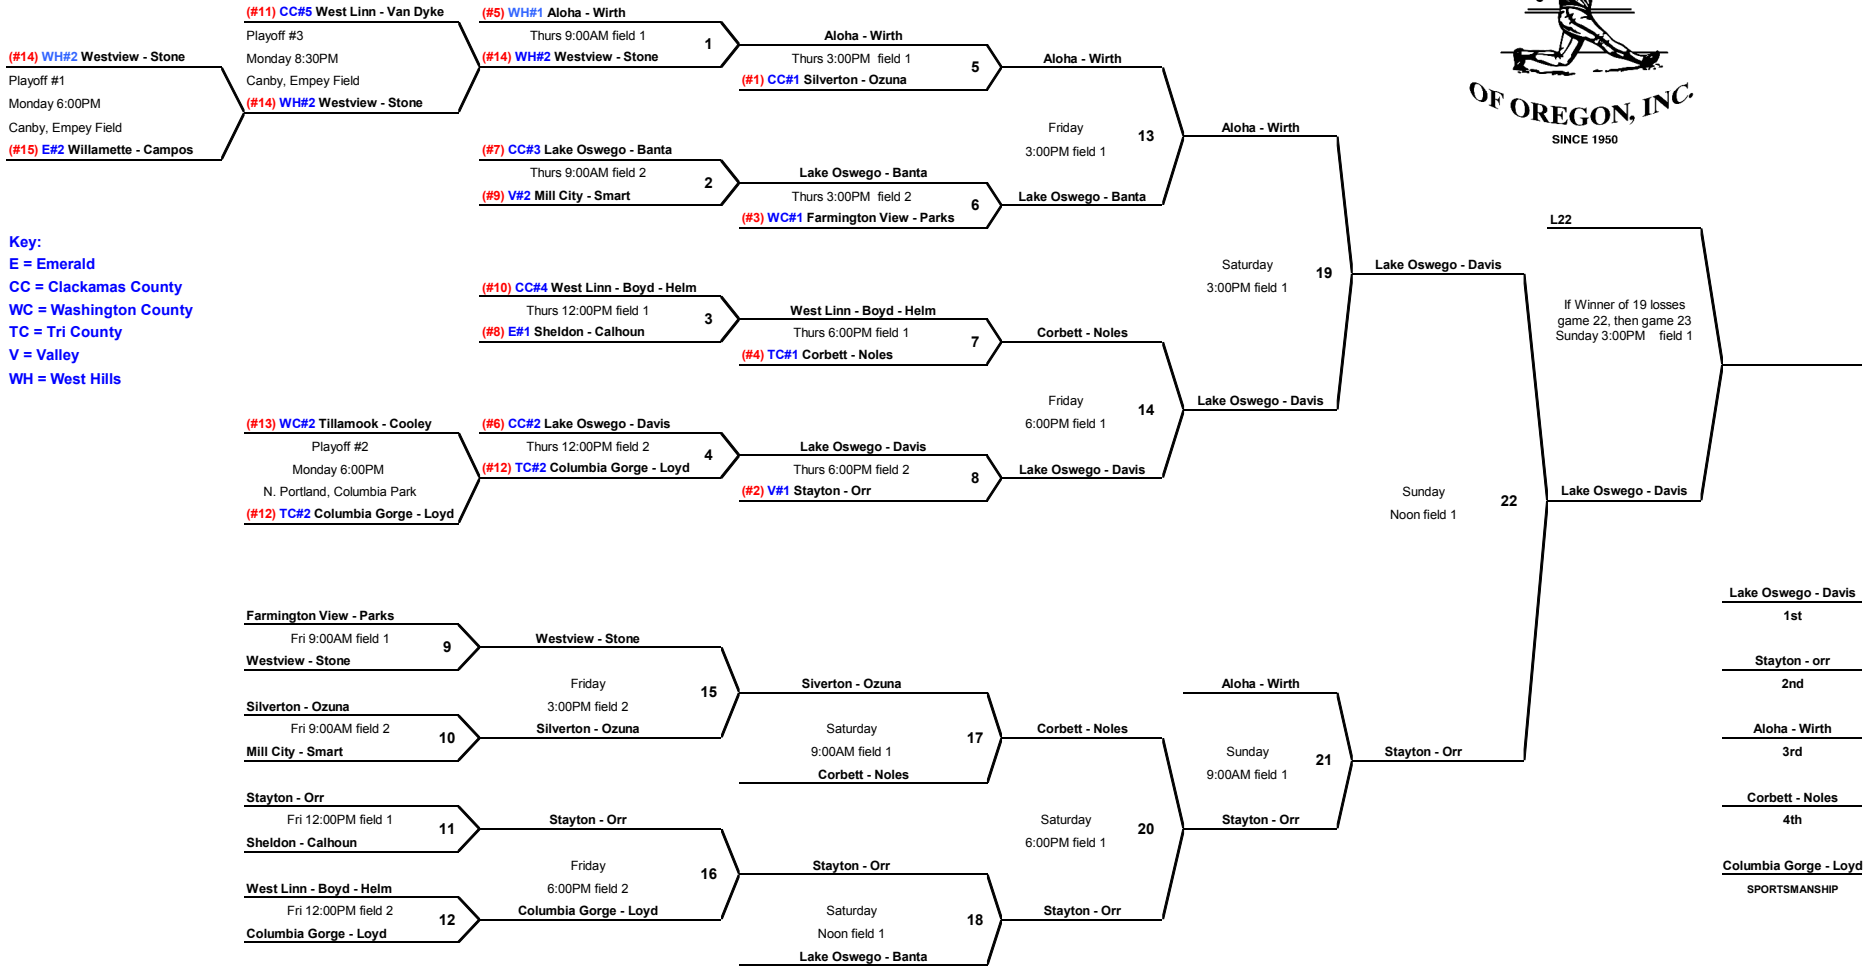 (#14) WH#2 Westview - Stone
Playoff #1
Monday 6:00PM
Canby, Empey Field
(#15) E#2 Willamette - Campos
(#11) CC#5 West Linn - Van Dyke
Playoff #3
Monday 8:30PM
Canby, Empey Field
(#14) WH#2 Westview - Stone
(#5) WH#1 Aloha - Wirth
Thurs 9:00AM field 1
1
(#14) WH#2 Westview - Stone
Aloha - Wirth
Thurs 3:00PM field 1
5
(#1) CC#1 Silverton - Ozuna
Aloha - Wirth
(#7) CC#3 Lake Oswego - Banta
Thurs 9:00AM field 2
2
(#9) V#2 Mill City - Smart
Lake Oswego - Banta
Thurs 3:00PM field 2
6
(#3) WC#1 Farmington View - Parks
Friday
13
3:00PM field 1
Lake Oswego - Banta
Aloha - Wirth
OF OREGON, INC.
SINCE 1950
Key:
E = Emerald
CC = Clackamas County
WC = Washington County
TC = Tri County
V = Valley
WH = West Hills
(#10) CC#4 West Linn - Boyd - Helm
Thurs 12:00PM field 1
3
(#8) E#1 Sheldon - Calhoun
West Linn - Boyd - Helm
Thurs 6:00PM field 1
7
(#4) TC#1 Corbett - Noles
Corbett - Noles
Saturday
19
3:00PM field 1
Lake Oswego - Davis
L22
If Winner of 19 losses
game 22, then game 23
Sunday 3:00PM field 1
(#13) WC#2 Tillamook - Cooley
Playoff #2
Monday 6:00PM
N. Portland, Columbia Park
(#12) TC#2 Columbia Gorge - Loyd
(#6) CC#2 Lake Oswego - Davis
Thurs 12:00PM field 2
4
(#12) TC#2 Columbia Gorge - Loyd
Lake Oswego - Davis
Thurs 6:00PM field 2
8
(#2) V#1 Stayton - Orr
Friday
14
6:00PM field 1
Lake Oswego - Davis
Lake Oswego - Davis
Sunday
22
Noon field 1
Lake Oswego - Davis
Farmington View - Parks
Fri 9:00AM field 1
9
Westview - Stone
Westview - Stone
Friday
15
3:00PM field 2
Silverton - Ozuna
Silverton - Ozuna
Fri 9:00AM field 2
10
Mill City - Smart
Siverton - Ozuna
Saturday
17
9:00AM field 1
Corbett - Noles
Corbett - Noles
Aloha - Wirth
Sunday
21
9:00AM field 1
Stayton - Orr
Stayton - Orr
Stayton - Orr
Fri 12:00PM field 1
11
Sheldon - Calhoun
Stayton - Orr
Friday
16
6:00PM field 2
Columbia Gorge - Loyd
Saturday
20
6:00PM field 1
West Linn - Boyd - Helm
Fri 12:00PM field 2
12
Columbia Gorge - Loyd
Stayton - Orr
Saturday
18
Noon field 1
Lake Oswego - Banta
Stayton - Orr
Lake Oswego - Davis
1st
Stayton - orr
2nd
Aloha - Wirth
3rd
Corbett - Noles
4th
Columbia Gorge - Loyd
SPORTSMANSHIP